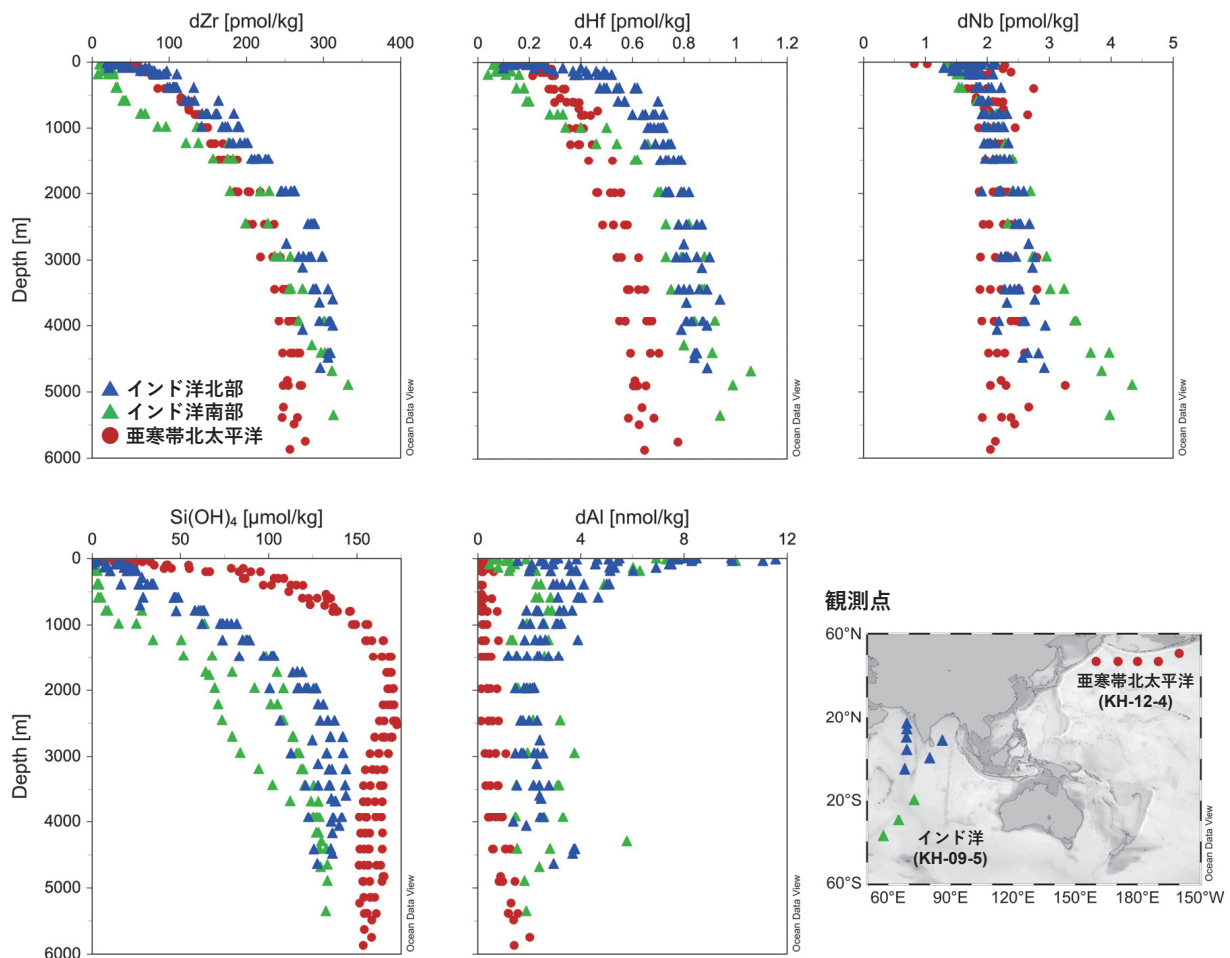 dZr [pmol/kg]
0 100 200 300 400
dHf [pmol/kg]
0 0.2 0.4 0.6 0.8 1 1.2
dNb [pmol/kg]
0 1 2 3 4 5
Depth [m]
0
1000
2000
3000
4000
5000
6000
インド洋北部
インド洋南部
亜寒帯北太平洋
Ocean Data View
Ocean Data View
Ocean Data View
Si(OH)₄ [µmol/kg]
0 50 100 150
dAl [nmol/kg]
0 4 8 12
Depth [m]
0
1000
2000
3000
4000
5000
6000
Ocean Data View
Ocean Data View
観測点
60°N
20°N
20°S
60°S
亜寒帯北太平洋
(KH-12-4)
インド洋
(KH-09-5)
60°E 90°E 120°E 150°E 180°W 150°W
Ocean Data View